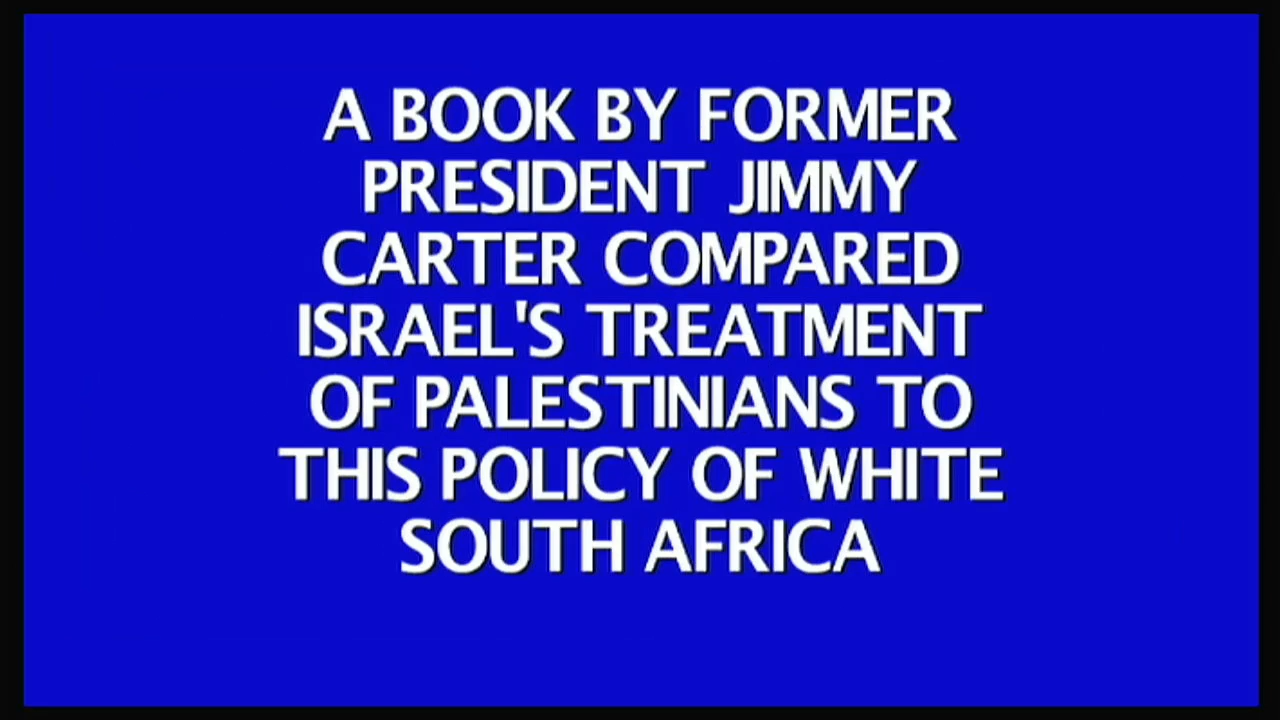 A BOOK BY FORMER
PRESIDENT JIMMY
CARTER COMPARED
ISRAEL'S TREATMENT
OF PALESTINIANS TO
THIS POLICY OF WHITE
SOUTH AFRICA